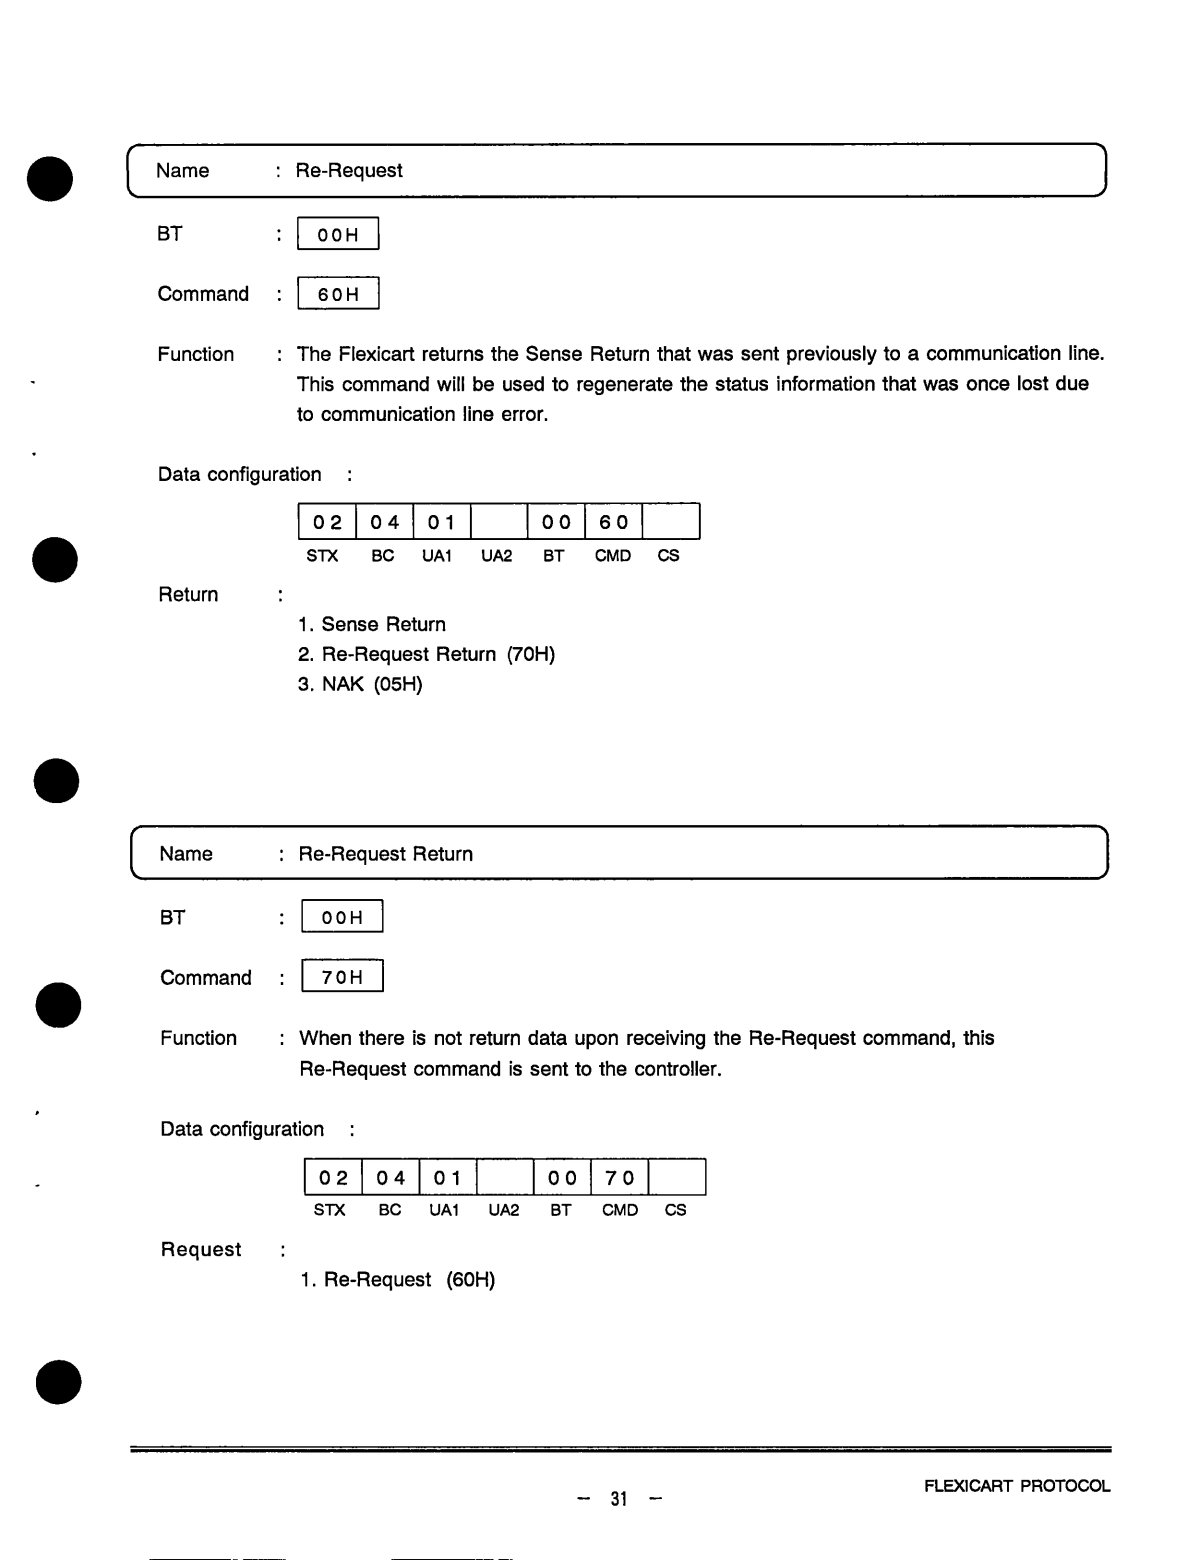 Name : Re-Request
BT : 00H
Command : 60H
Function : The Flexicart returns the Sense Return that was sent previously to a communication line.
This command will be used to regenerate the status information that was once lost due
to communication line error.
Data configuration :
02 04 01 00 60
STX BC UA1 UA2 BT CMD CS
Return :
1. Sense Return
2. Re-Request Return (70H)
3. NAK (05H)
Name : Re-Request Return
BT : 00H
Command : 70H
Function : When there is not return data upon receiving the Re-Request command, this
Re-Request command is sent to the controller.
Data configuration :
02 04 01 00 70
STX BC UA1 UA2 BT CMD CS
Request :
1. Re-Request (60H)
FLEXICART PROTOCOL
– 31 –